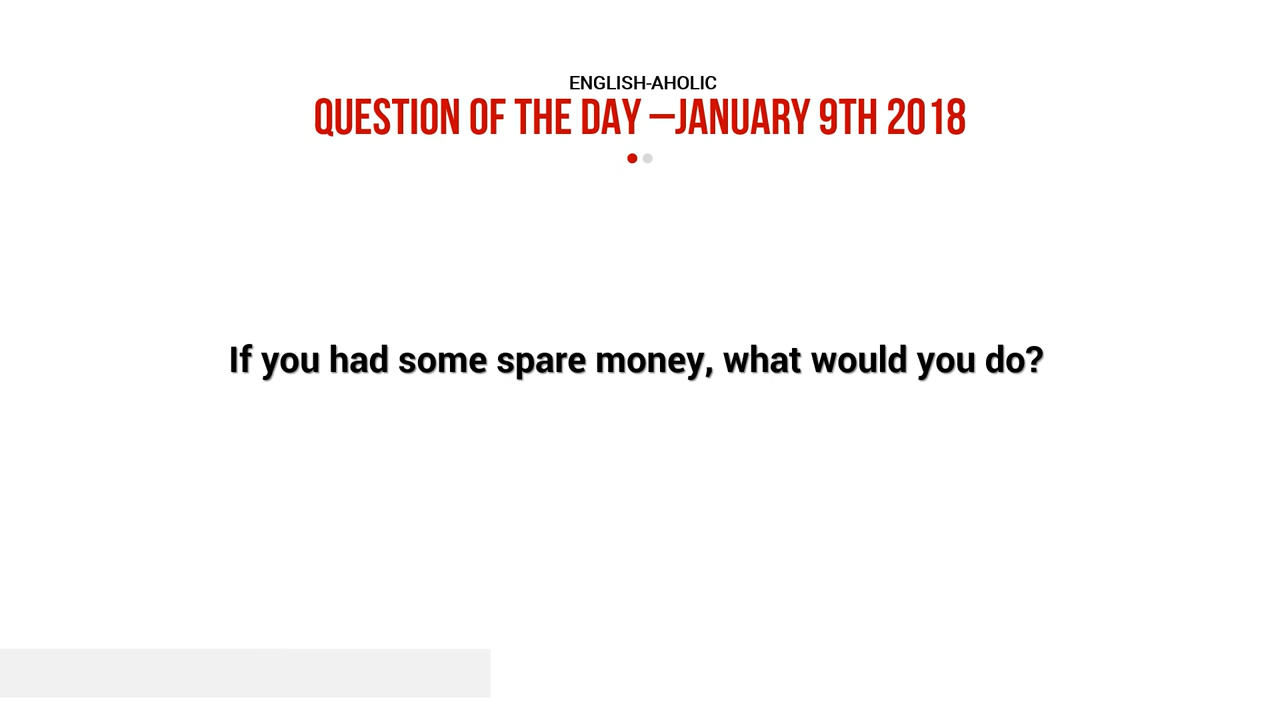 ENGLISH-AHOLIC
QUESTION OF THE DAY —JANUARY 9TH 2018
If you had some spare money, what would you do?